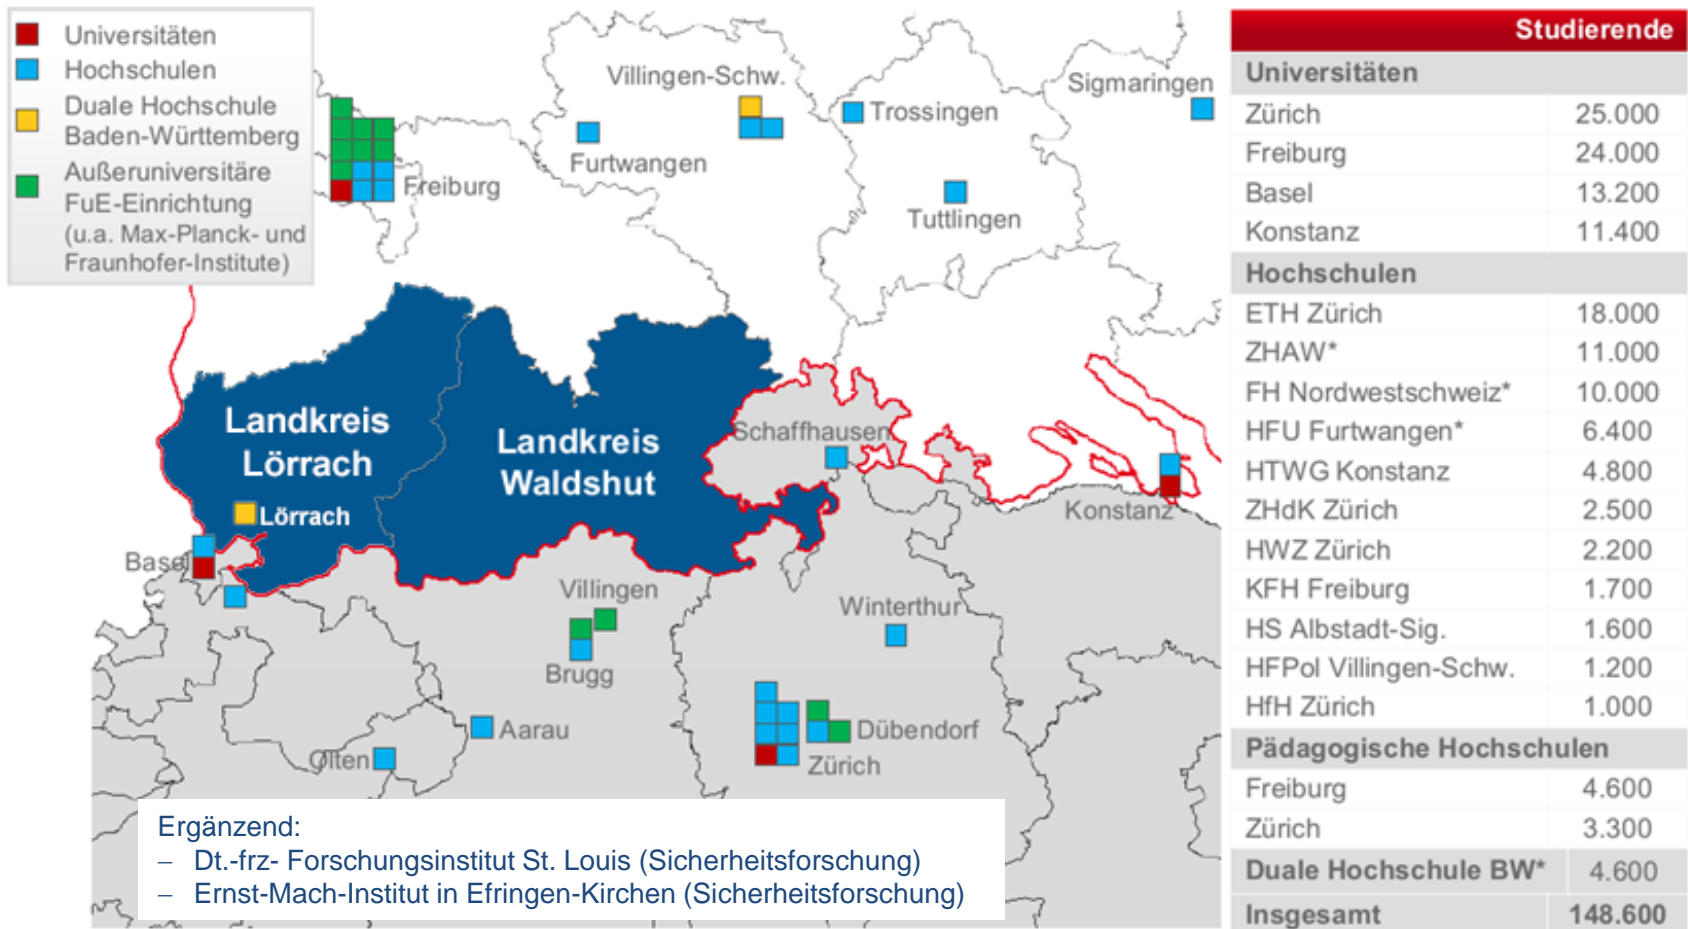 Universitäten
Hochschulen
Duale Hochschule
Baden-Württemberg
Außeruniversitäre
FuE-Einrichtung
(u.a. Max-Planck- und
Fraunhofer-Institute)
Villingen-Schw.
Sigmaringen
Trossingen
Furtwangen
Freiburg
Tuttlingen
Landkreis
Lörrach
Landkreis
Waldshut
Schaffhausen
Lörrach
Konstanz
Basel
Villingen
Winterthur
Brugg
Aarau
Dübendorf
Olten
Zürich
Ergänzend:
– Dt.-frz- Forschungsinstitut St. Louis (Sicherheitsforschung)
– Ernst-Mach-Institut in Efringen-Kirchen (Sicherheitsforschung)
Studierende
Universitäten
Zürich 25.000
Freiburg 24.000
Basel 13.200
Konstanz 11.400
Hochschulen
ETH Zürich 18.000
ZHAW* 11.000
FH Nordwestschweiz* 10.000
HFU Furtwangen* 6.400
HTWG Konstanz 4.800
ZHdK Zürich 2.500
HWZ Zürich 2.200
KFH Freiburg 1.700
HS Albstadt-Sig. 1.600
HFPol Villingen-Schw. 1.200
HfH Zürich 1.000
Pädagogische Hochschulen
Freiburg 4.600
Zürich 3.300
Duale Hochschule BW* 4.600
Insgesamt 148.600